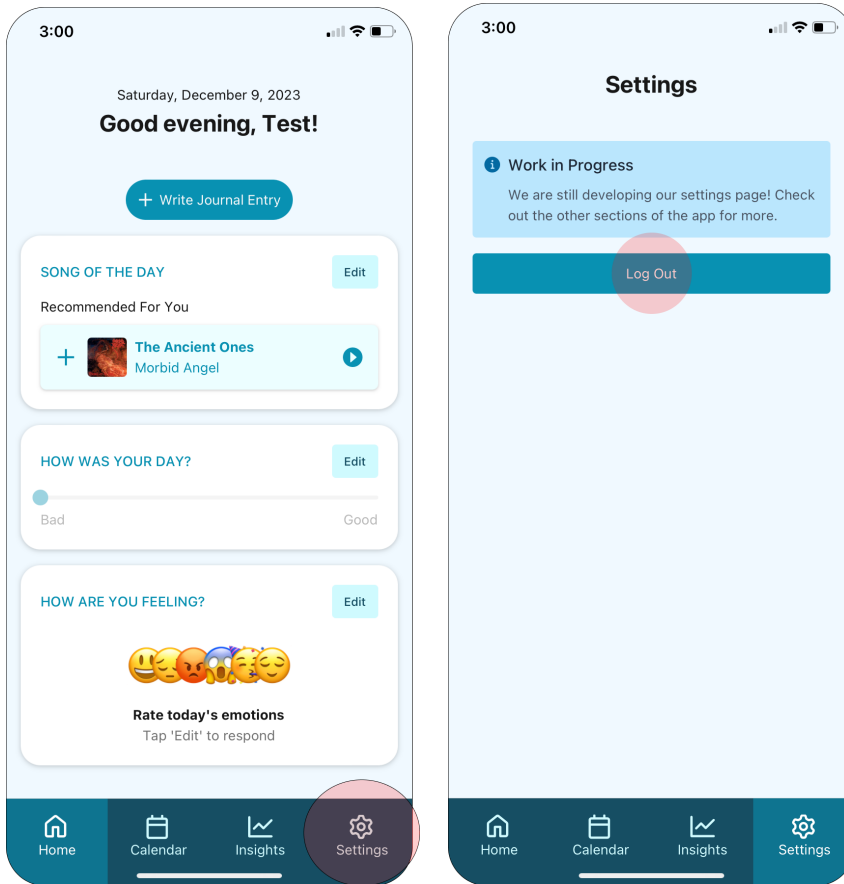 3:00
Saturday, December 9, 2023
Good evening, Test!
Write Journal Entry
SONG OF THE DAY
Edit
Recommended For You
The Ancient Ones
Morbid Angel
HOW WAS YOUR DAY?
Edit
Bad
Good
HOW ARE YOU FEELING?
Edit
Rate today's emotions
Tap 'Edit' to respond
Home
Calendar
Insights
Settings
3:00
Settings
Work in Progress
We are still developing our settings page! Check
out the other sections of the app for more.
Log Out
Home
Calendar
Insights
Settings